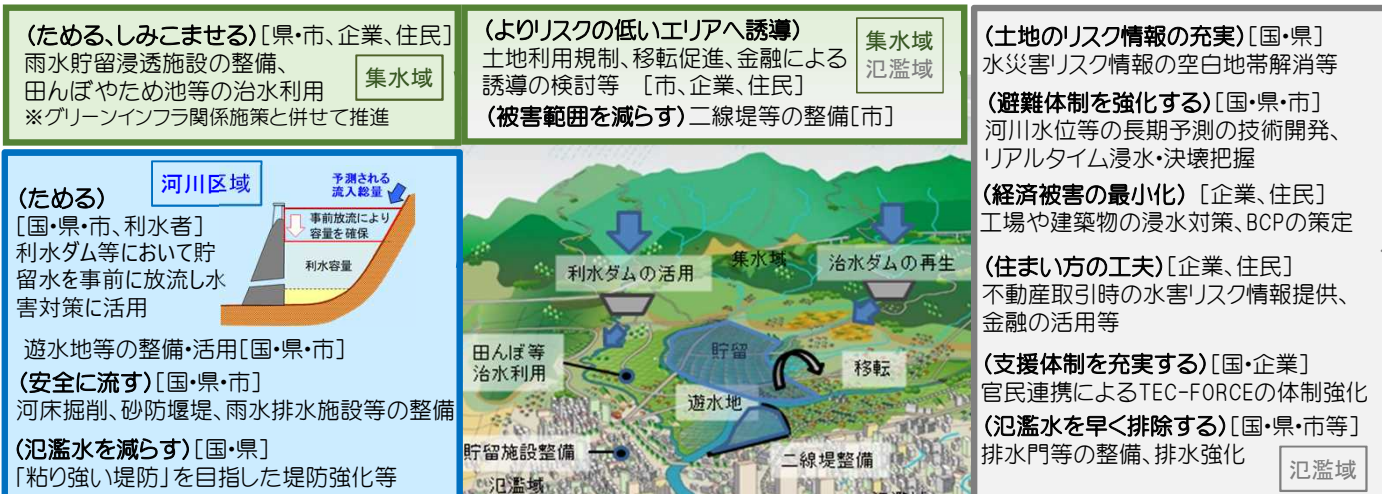 (ためる、しみこませる)[県・市、企業、住民]
雨水貯留浸透施設の整備、
田んぼやため池等の治水利用
※グリーンインフラ関係施策と併せて推進
集水域
(よりリスクの低いエリアへ誘導)
土地利用規制、移転促進、金融による
誘導の検討等 [市、企業、住民]
集水域
氾濫域
(被害範囲を減らす)二線堤等の整備[市]
河川区域
(ためる)
[国・県・市、利水者]
利水ダム等において貯
留水を事前に放流し水
害対策に活用
予測される
流入総量
事前放流により
容量を確保
利水容量
遊水地等の整備・活用[国・県・市]
(安全に流す)[国・県・市]
河床掘削、砂防堰堤、雨水排水施設等の整備
(氾濫水を減らす)[国・県]
「粘り強い堤防」を目指した堤防強化等
利水ダムの活用
集水域
治水ダムの再生
田んぼ等
治水利用
貯留
移転
遊水地
貯留施設整備
二線堤整備
氾濫域
氾濫域
(土地のリスク情報の充実)[国・県]
水災害リスク情報の空白地帯解消等
(避難体制を強化する)[国・県・市]
河川水位等の長期予測の技術開発、
リアルタイム浸水・決壊把握
(経済被害の最小化) [企業、住民]
工場や建築物の浸水対策、BCPの策定
(住まい方の工夫)[企業、住民]
不動産取引時の水害リスク情報提供、
金融の活用等
(支援体制を充実する)[国・企業]
官民連携によるTEC-FORCEの体制強化
(氾濫水を早く排除する)[国・県・市等]
排水門等の整備、排水強化
氾濫域